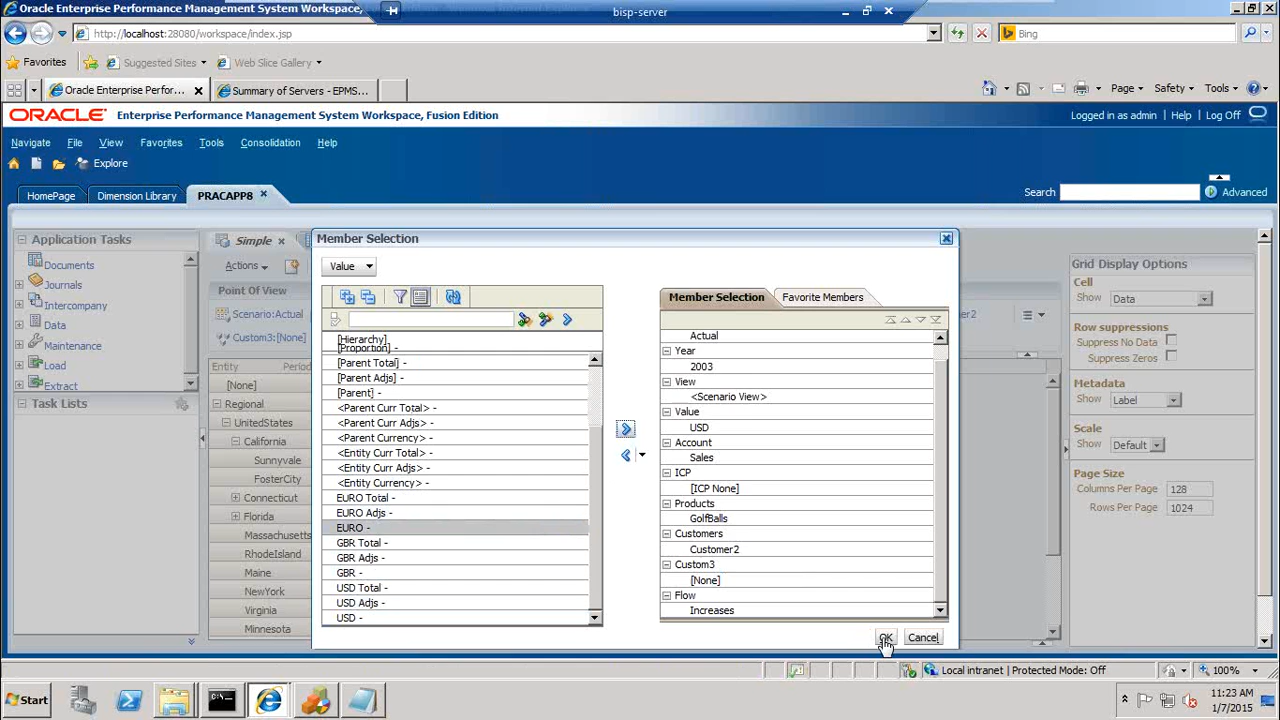 Oracle Enterprise Performance Management System Workspace, Fusion Edition
bisp-server
http://localhost:28080/workspace/index.jsp
Bing
Favorites
Suggested Sites
Web Slice Gallery
Oracle Enterprise Perfor...
Summary of Servers - EPMS...
Page
Safety
Tools
ORACLE
Enterprise Performance Management System Workspace, Fusion Edition
Logged in as admin | Help | Log Off
Navigate File View Favorites Tools Consolidation Help
Explore
HomePage
Dimension Library
PRACAPP8
Search
Advanced
Application Tasks
Documents
Journals
Intercompany
Data
Maintenance
Load
Extract
Task Lists
Simple
Actions
Point Of View
Scenario:Actual
Custom3:[None]
Entity
Period
[None]
Regional
UnitedStates
California
Sunnyvale
FosterCity
Connecticut
Florida
Massachusetts
RhodeIsland
Maine
NewYork
Virginia
Minnesota
Member Selection
Value
[Hierarchy]
[Proportion] -
[Parent Total] -
[Parent Adjs] -
[Parent] -
<Parent Curr Total> -
<Parent Curr Adjs> -
<Parent Currency> -
<Entity Curr Total> -
<Entity Curr Adjs> -
<Entity Currency> -
EURO Total -
EURO Adjs -
EURO -
GBR Total -
GBR Adjs -
GBR -
USD Total -
USD Adjs -
USD -
Member Selection
Favorite Members
Actual
Year
2003
View
<Scenario View>
Value
USD
Account
Sales
ICP
[ICP None]
Products
GolfBalls
Customers
Customer2
Custom3
[None]
Flow
Increases
OK
Cancel
Grid Display Options
Cell
Show Data
Row suppressions
Suppress No Data
Suppress Zeros
Metadata
Show Label
Scale
Show Default
Page Size
Columns Per Page 128
Rows Per Page 1024
Local intranet | Protected Mode: Off
100%
Start
11:23 AM
1/7/2015